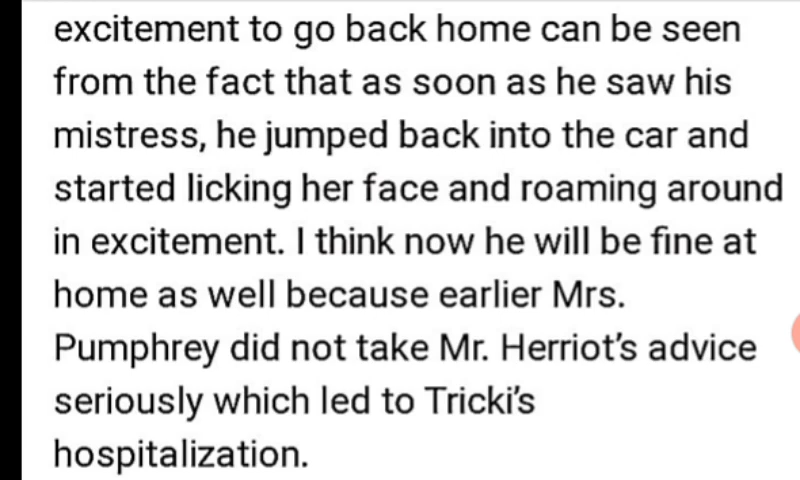 excitement to go back home can be seen
from the fact that as soon as he saw his
mistress, he jumped back into the car and
started licking her face and roaming around
in excitement. I think now he will be fine at
home as well because earlier Mrs.
Pumphrey did not take Mr. Herriot's advice
seriously which led to Tricki's
hospitalization.